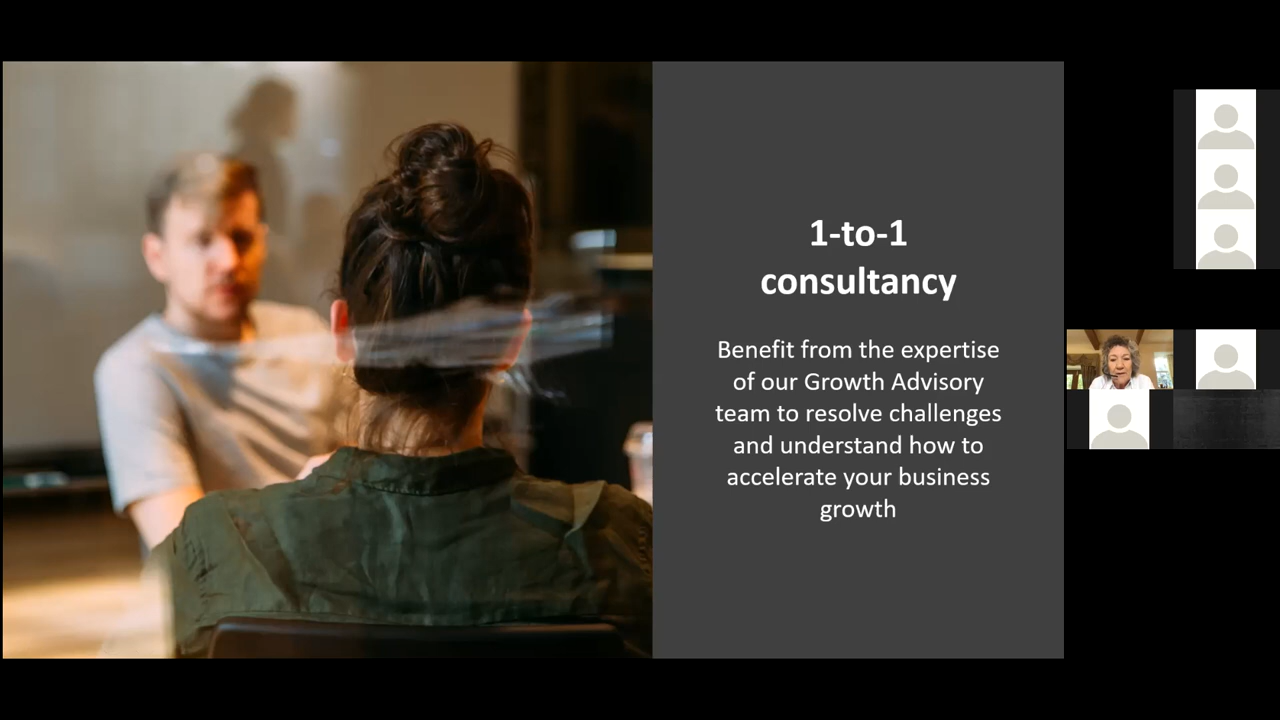 1-to-1
consultancy
Benefit from the expertise
of our Growth Advisory
team to resolve challenges
and understand how to
accelerate your business
growth